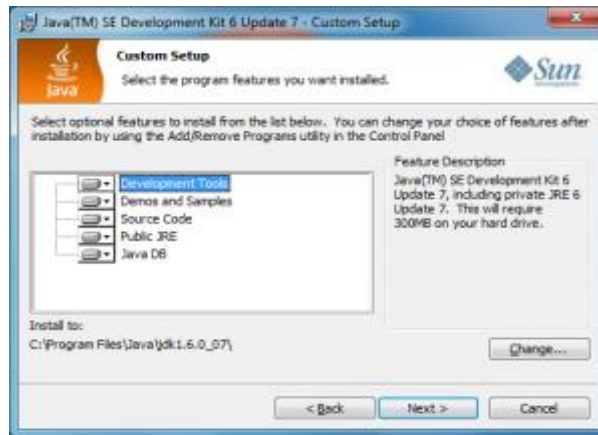 Java(TM) SE Development Kit 6 Update 7 - Custom Setup
Java
Custom Setup
Select the program features you want installed.
Sun
Select optional features to install from the list below. You can change your choice of features after
installation by using the Add/Remove Programs utility in the Control Panel
Development Tools
Demos and Samples
Source Code
Public JRE
Java DB
Feature Description
Java(TM) SE Development Kit 6
Update 7, including private JRE 6
Update 7. This will require
300MB on your hard drive.
Install to:
C:\Program Files\Java\jdk1.6.0_07\
Change...
< Back
Next >
Cancel